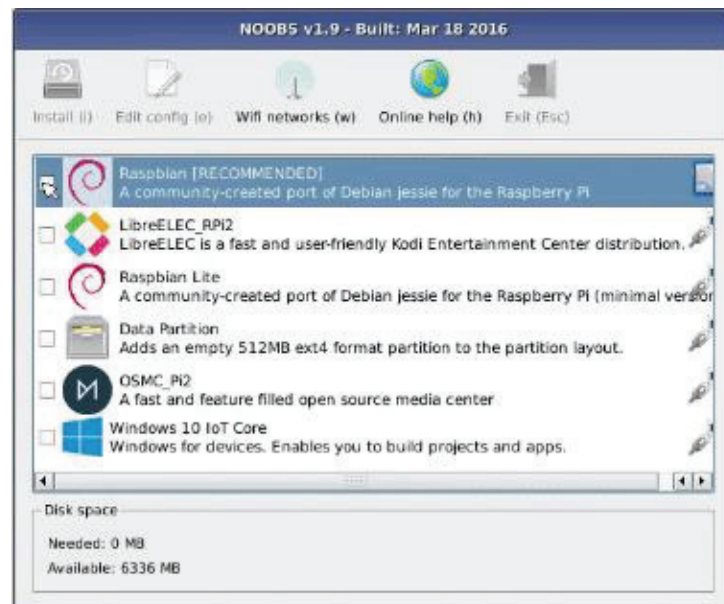 NOOBS v1.9 - Built: Mar 18 2016
Install (i) Edit config (e) Wifi networks (w) Online help (h) Exit (Esc)
Raspbian [RECOMMENDED]
A community-created port of Debian jessie for the Raspberry Pi
LibreELEC_RPi2
LibreELEC is a fast and user-friendly Kodi Entertainment Center distribution.
Raspbian Lite
A community-created port of Debian jessie for the Raspberry Pi (minimal version
Data Partition
Adds an empty 512MB ext4 format partition to the partition layout.
OSMC_Pi2
A fast and feature filled open source media center
Windows 10 IoT Core
Windows for devices. Enables you to build projects and apps.
Disk space
Needed: 0 MB
Available: 6336 MB